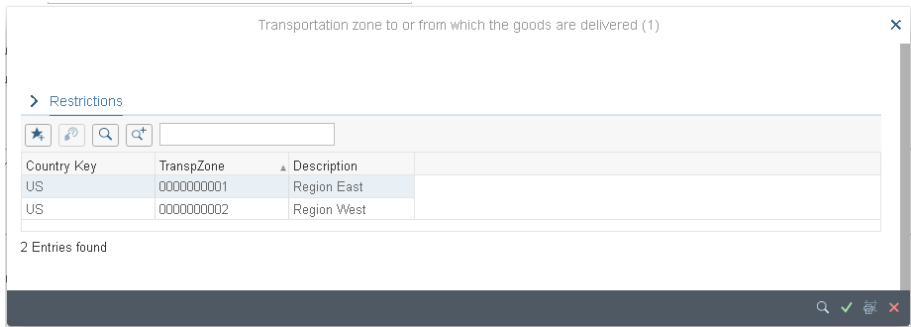 Transportation zone to or from which the goods are delivered (1)
Restrictions
Country Key TranspZone Description
US 0000000001 Region East
US 0000000002 Region West
2 Entries found